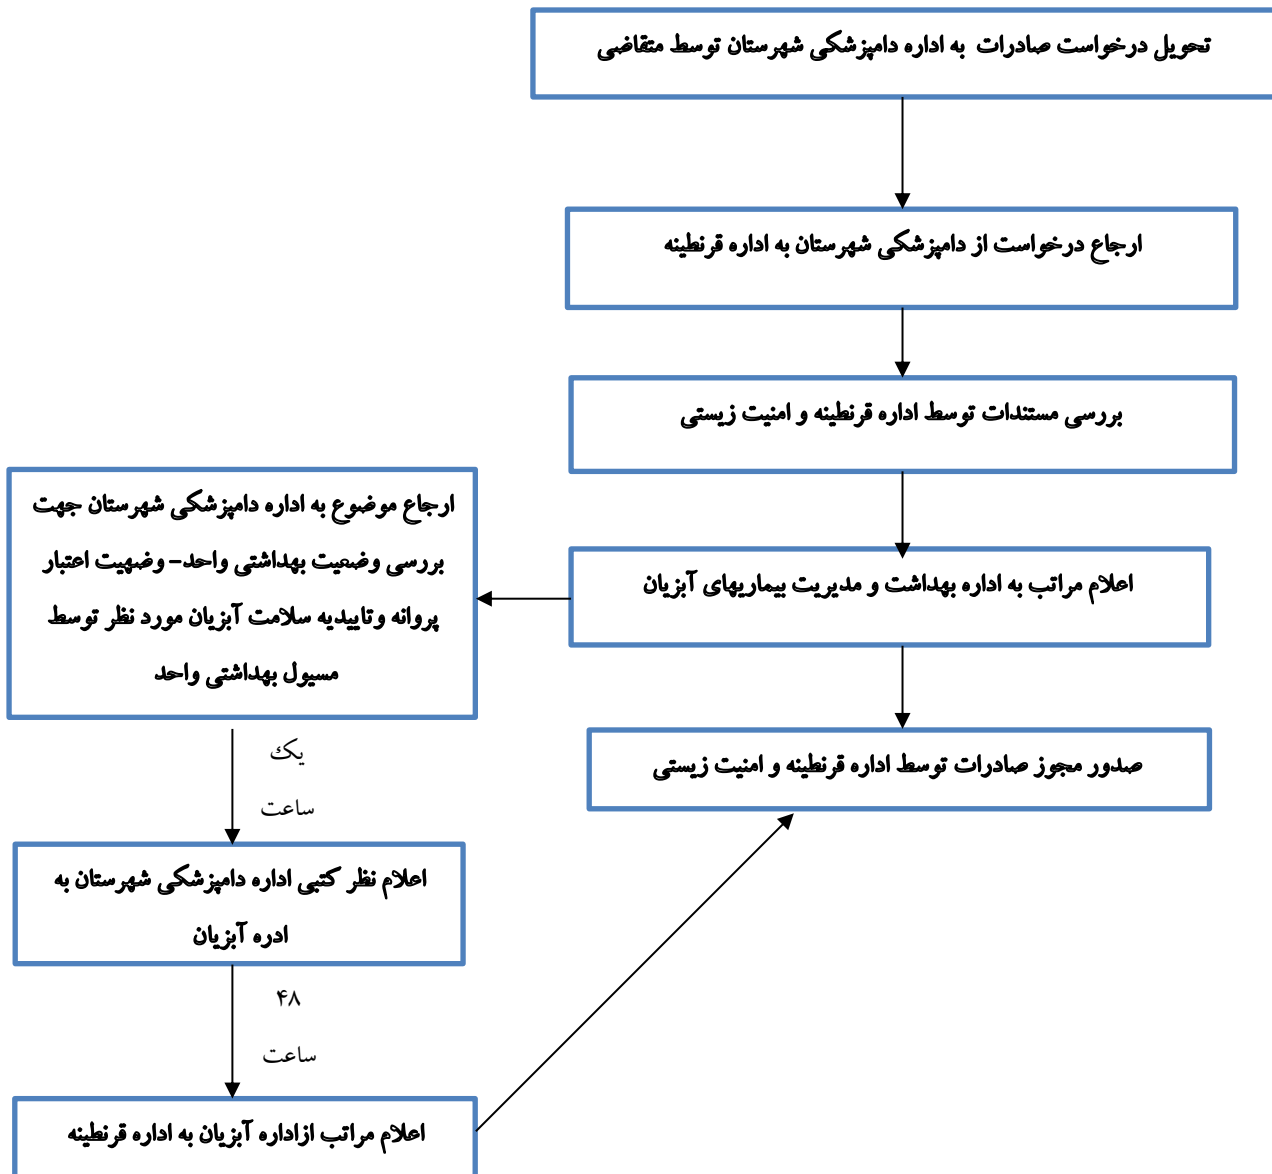 تحویل درخواست صادرات به اداره دامپزشکی شهرستان توسط متقاضی
ارجاع درخواست از دامپزشکی شهرستان به اداره قرنطینه
بررسی مستندات توسط اداره قرنطینه و امنیت زیستی
اعلام مراتب به اداره بهداشت و مدیریت بیماریهای آبزیان
ارجاع موضوع به اداره دامپزشکی شهرستان جهت
بررسی وضعیت بهداشتی واحد– وضهیت اعتبار
پروانه وتاییدیه سلامت آبزیان مورد نظر توسط
مسیول بهداشتی واحد
یک
ساعت
اعلام نظر کتبی اداره دامپزشکی شهرستان به
ادره آبزیان
۴۸
ساعت
اعلام مراتب ازاداره آبزیان به اداره قرنطینه
صدور مجوز صادرات توسط اداره قرنطینه و امنیت زیستی